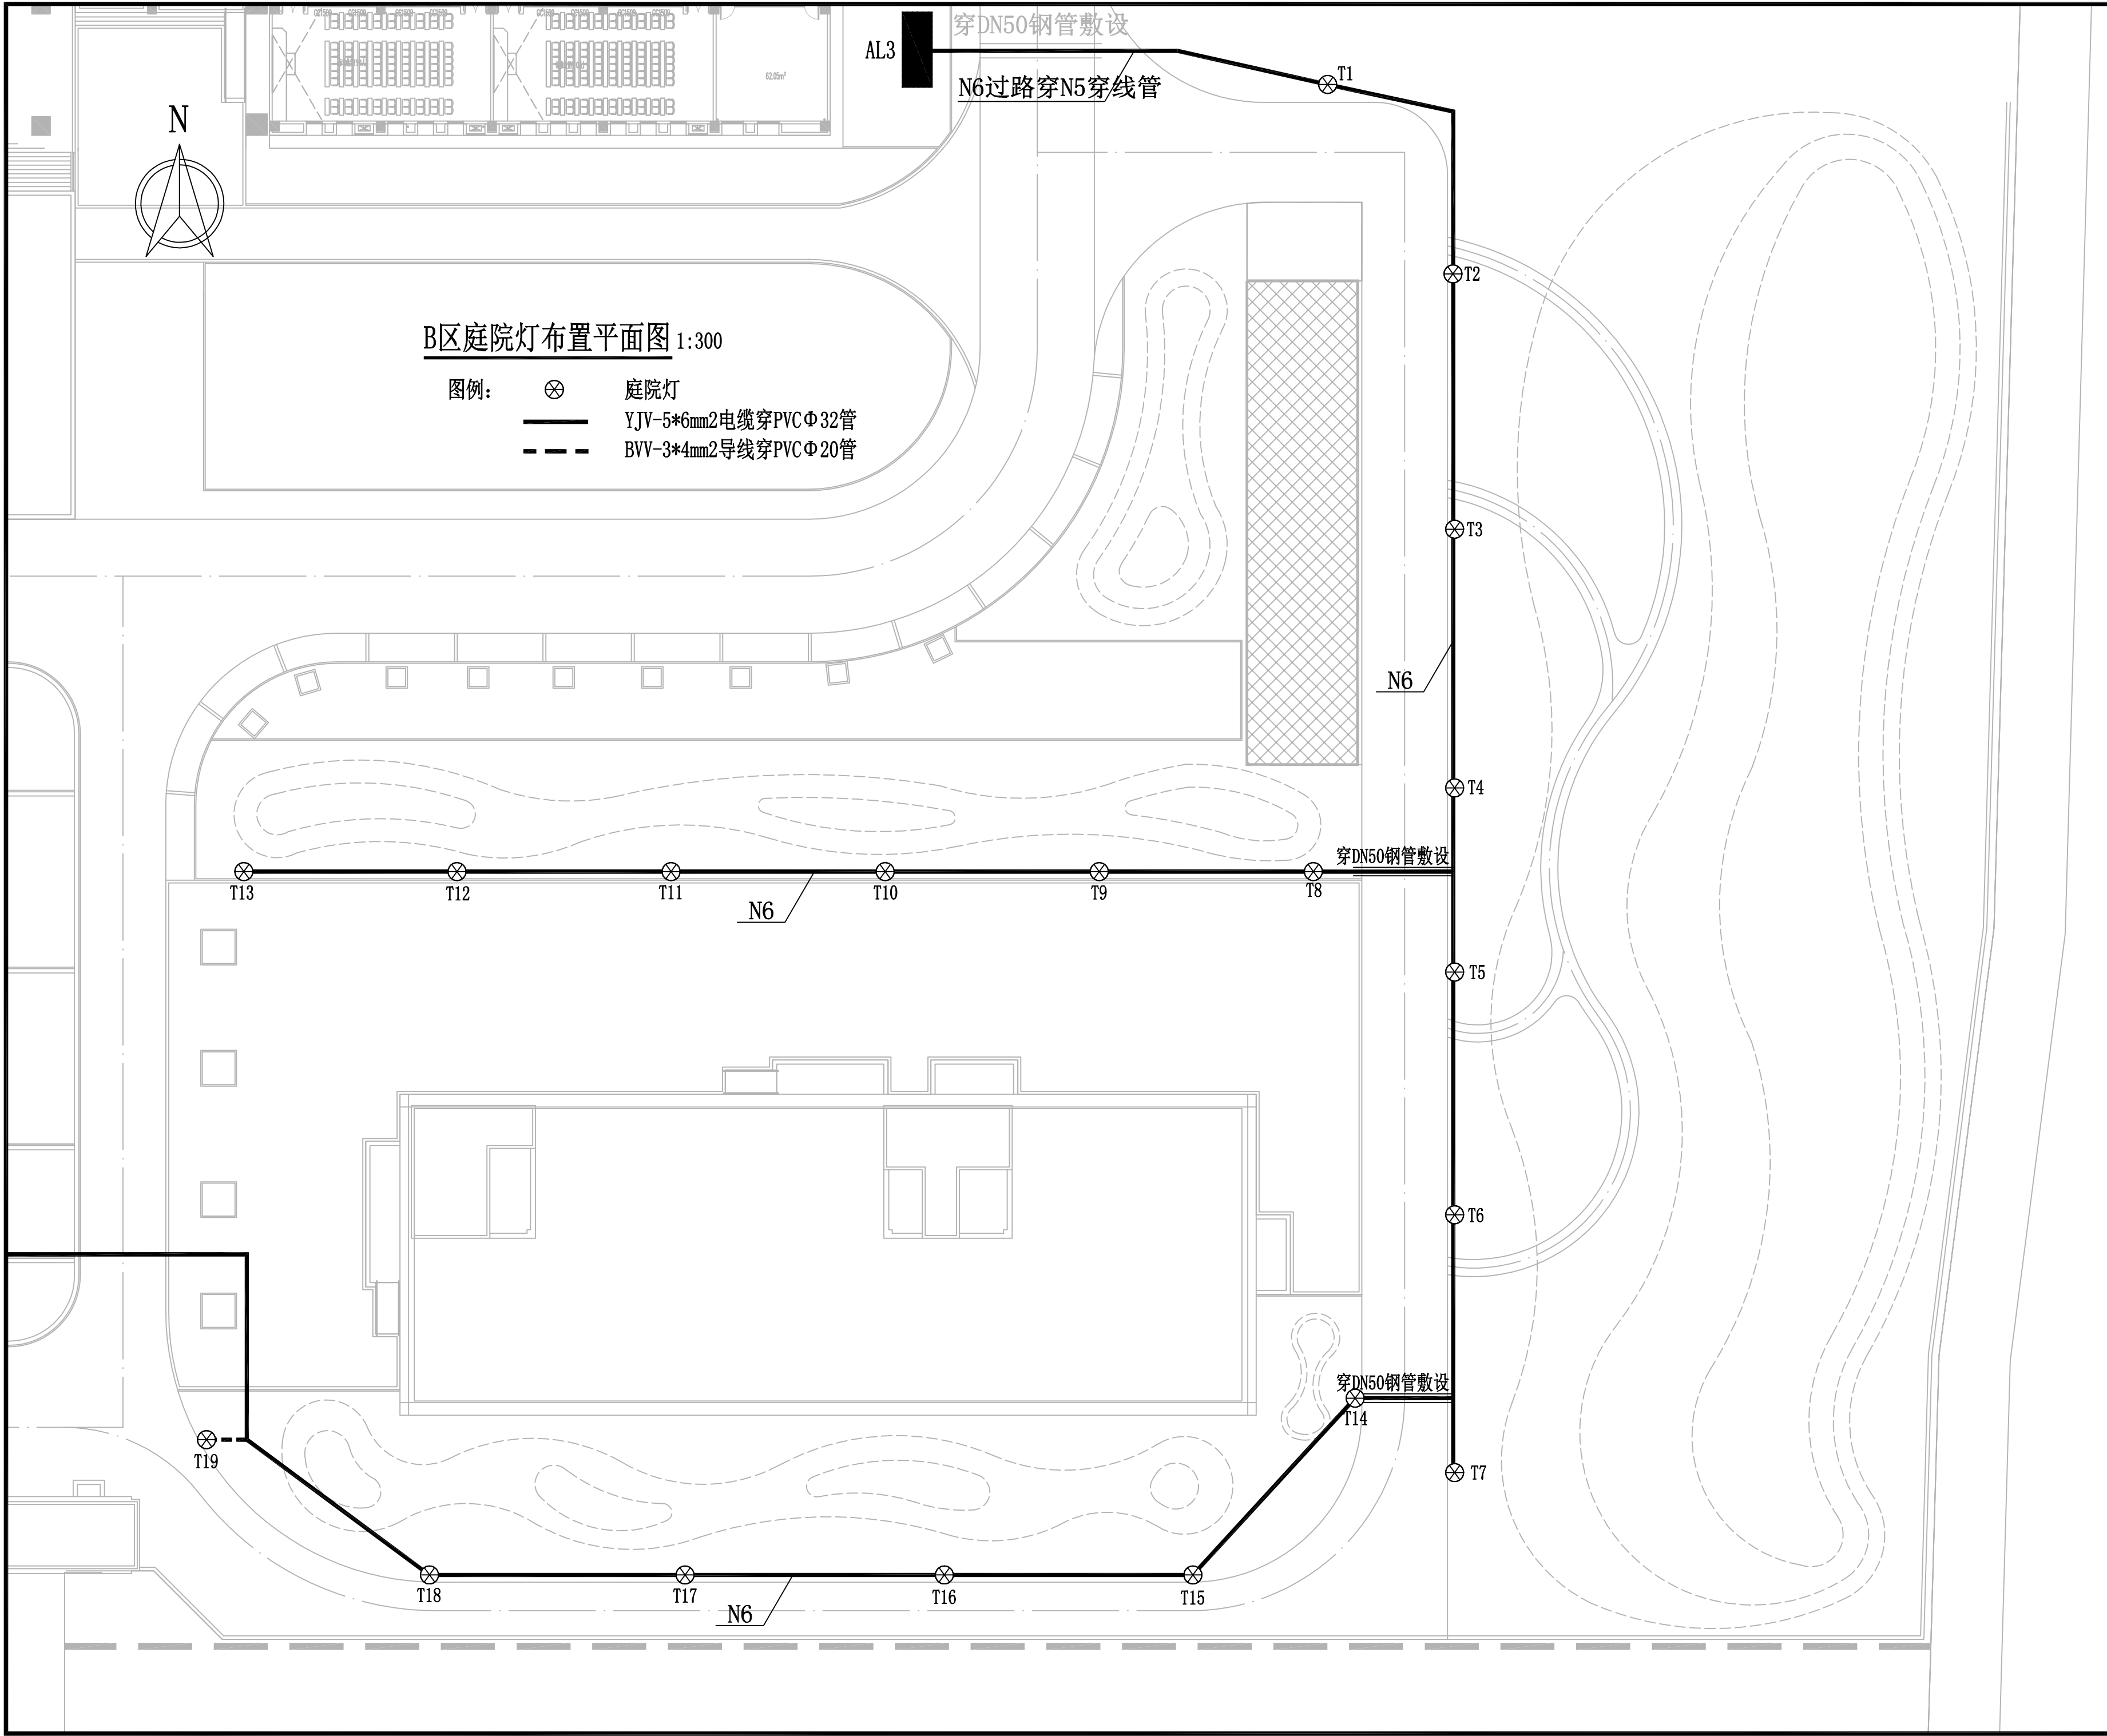 穿DN50钢管敷设
AL3
N6过路穿N5穿线管
T1
62.05m²
N
T2
B区庭院灯布置平面图 1:300
图例:
庭院灯
YJV-5*6mm2电缆穿PVCΦ32管
BVV-3*4mm2导线穿PVCΦ20管
T3
N6
T4
穿DN50钢管敷设
T13
T12
T11
T10
T9
T8
N6
T5
T6
穿DN50钢管敷设
T14
T19
T7
T18
T17
T16
T15
N6